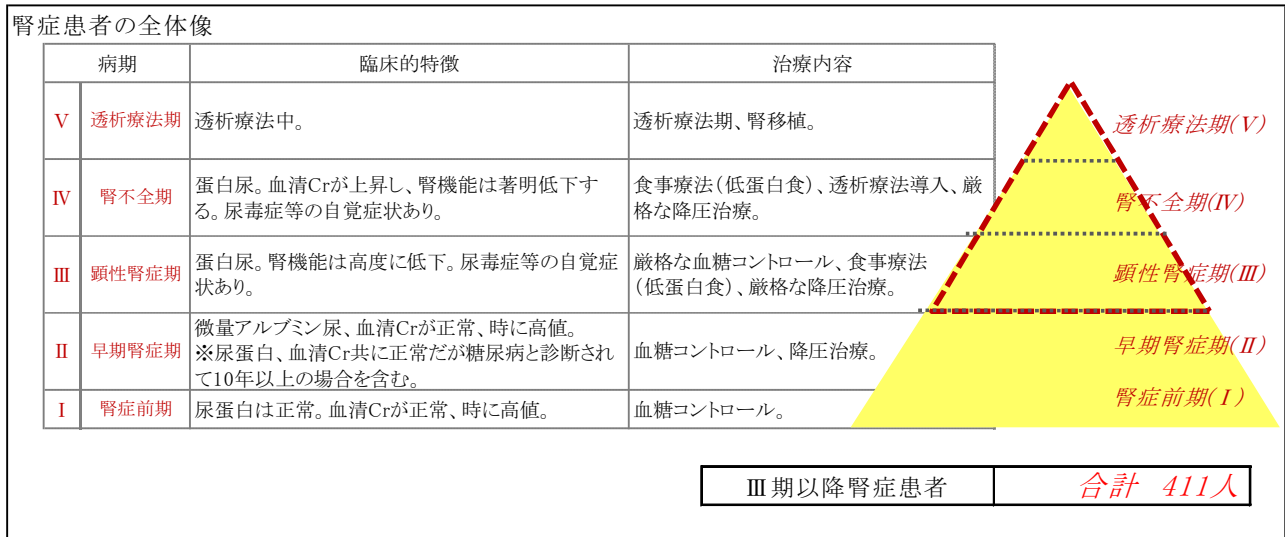 腎症患者の全体像
病期 臨床的特徴 治療内容
Ⅴ 透析療法期 透析療法中。 透析療法期、腎移植。
Ⅳ 腎不全期 蛋白尿。血清Crが上昇し、腎機能は著明低下す
る。尿毒症等の自覚症状あり。
食事療法(低蛋白食)、透析療法導入、厳
格な降圧治療。
Ⅲ 顕性腎症期 蛋白尿。腎機能は高度に低下。尿毒症等の自覚症
状あり。
厳格な血糖コントロール、食事療法
(低蛋白食)、厳格な降圧治療。
Ⅱ 早期腎症期 微量アルブミン尿、血清Crが正常、時に高値。
※尿蛋白、血清Cr共に正常だが糖尿病と診断され
て10年以上の場合を含む。
血糖コントロール、降圧治療。
Ⅰ 腎症前期 尿蛋白は正常。血清Crが正常、時に高値。 血糖コントロール。
透析療法期(Ⅴ)
腎不全期(Ⅳ)
顕性腎症期(Ⅲ)
早期腎症期(Ⅱ)
腎症前期(Ⅰ)
Ⅲ期以降腎症患者 合計 411人